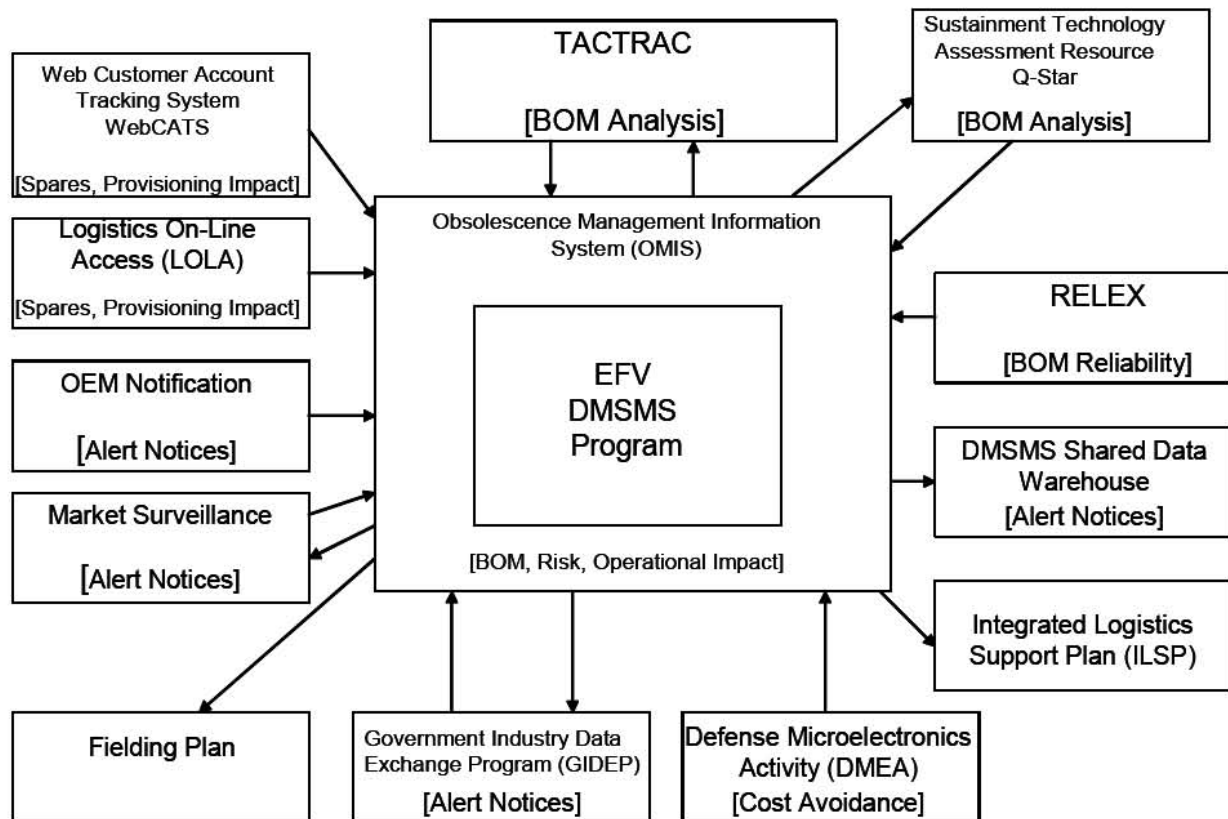 Web Customer Account
Tracking System
WebCATS
[Spares, Provisioning Impact]
TACTRAC
[BOM Analysis]
Sustainment Technology
Assessment Resource
Q-Star
[BOM Analysis]
Logistics On-Line
Access (LOLA)
[Spares, Provisioning Impact]
Obsolescence Management Information
System (OMIS)
EFV
DMSMS
Program
[BOM, Risk, Operational Impact]
RELEX
[BOM Reliability]
OEM Notification
[Alert Notices]
DMSMS Shared Data
Warehouse
[Alert Notices]
Market Surveillance
[Alert Notices]
Integrated Logistics
Support Plan (ILSP)
Fielding Plan
Government Industry Data
Exchange Program (GIDEP)
[Alert Notices]
Defense Microelectronics
Activity (DMEA)
[Cost Avoidance]